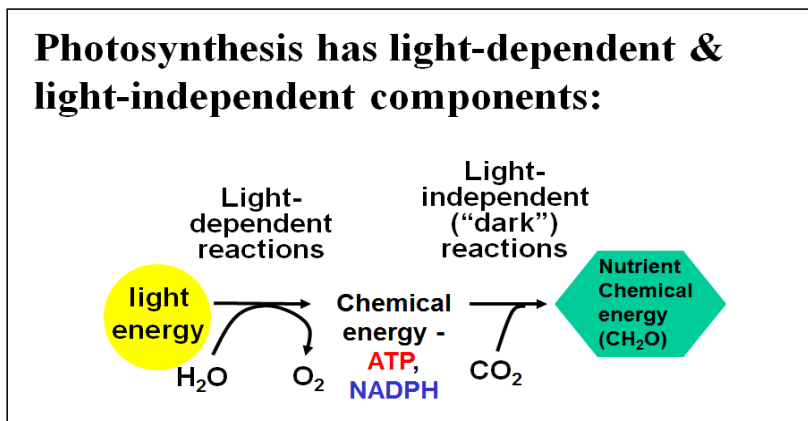 Photosynthesis has light-dependent &
light-independent components:
Light-
dependent
reactions
Light-
independent
(“dark”)
reactions
light
energy
H₂O
O₂
Chemical
energy -
ATP,
NADPH
CO₂
Nutrient
Chemical
energy
(CH₂O)